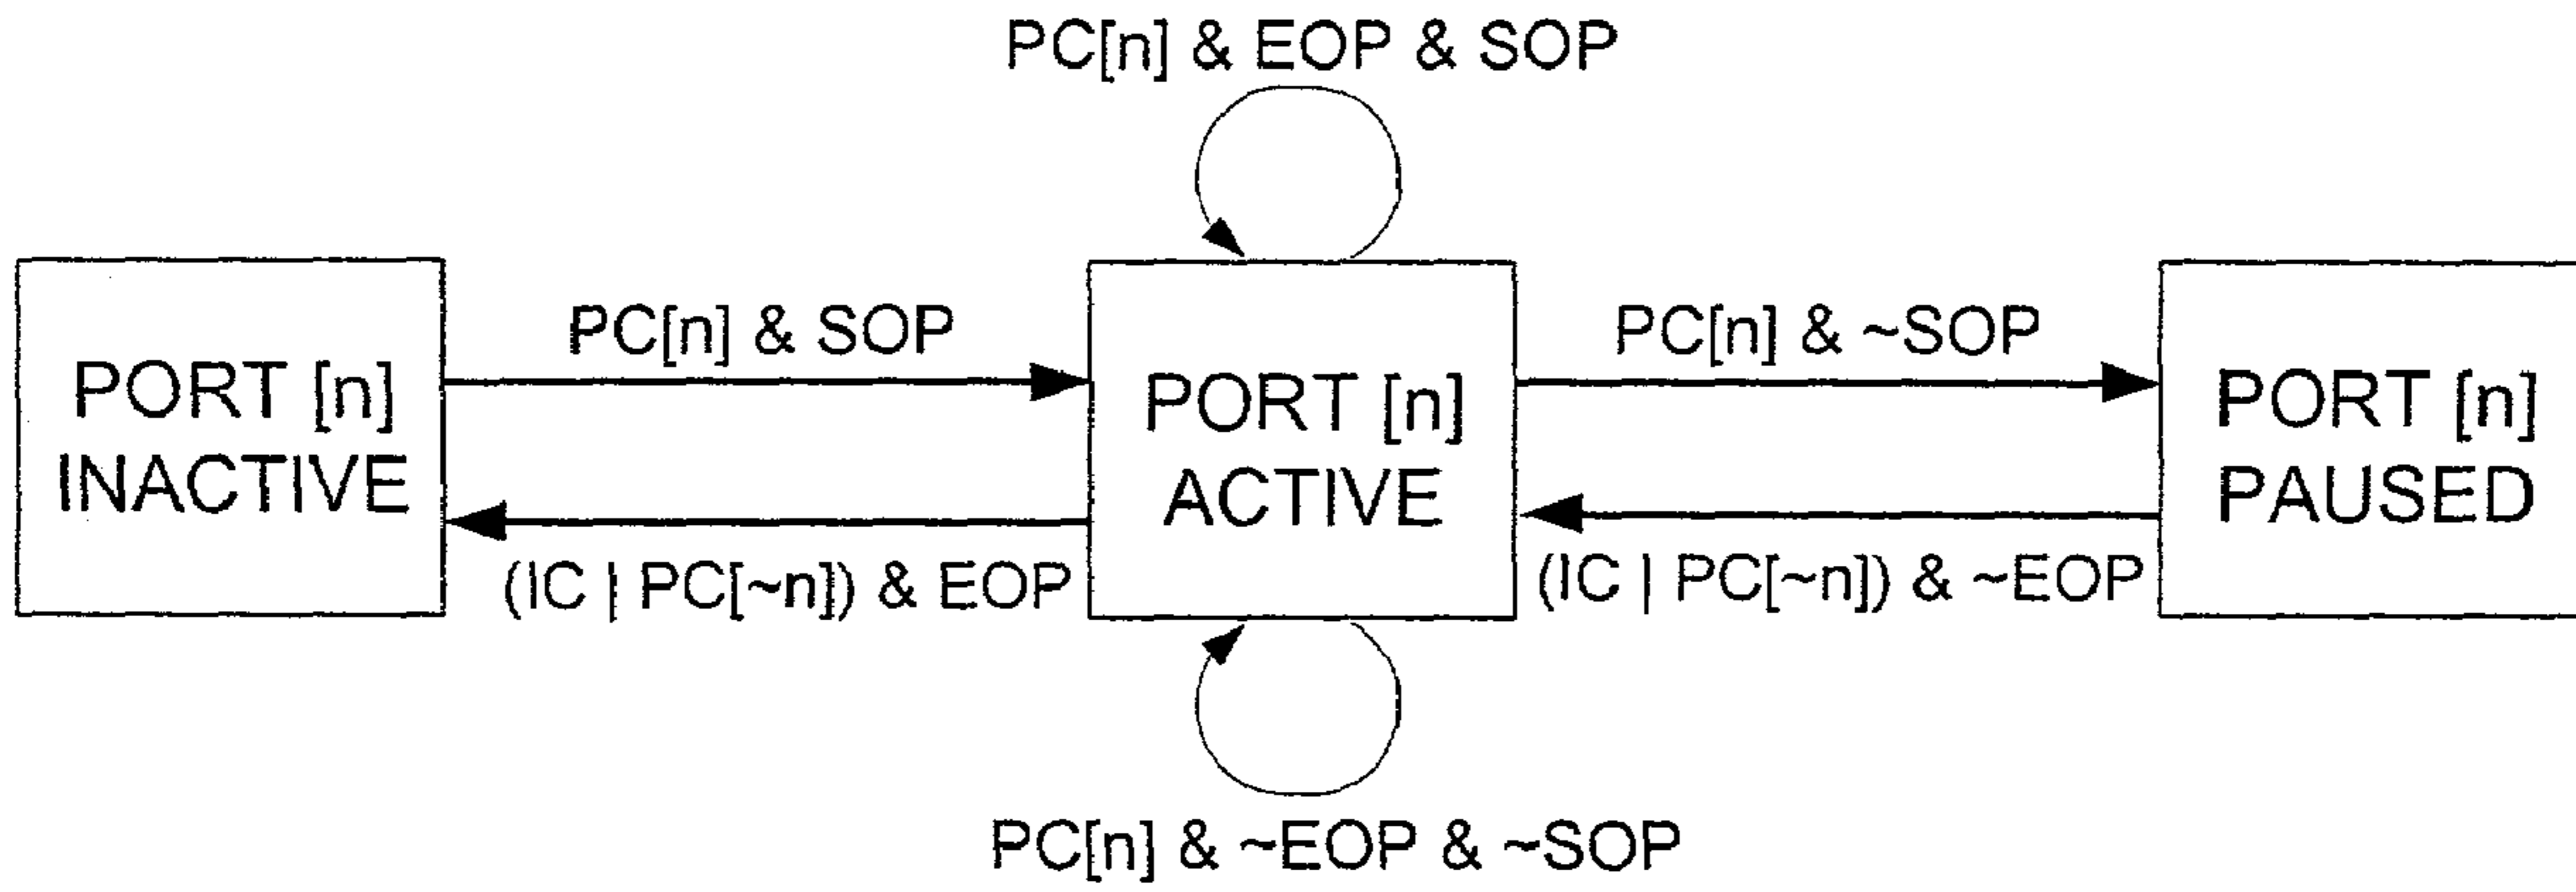 PC[n] & EOP & SOP
PORT [n]
INACTIVE
PC[n] & SOP
(IC | PC[~n]) & EOP
PORT [n]
ACTIVE
PC[n] & ~SOP
(IC | PC[~n]) & ~EOP
PORT [n]
PAUSED
PC[n] & ~EOP & ~SOP